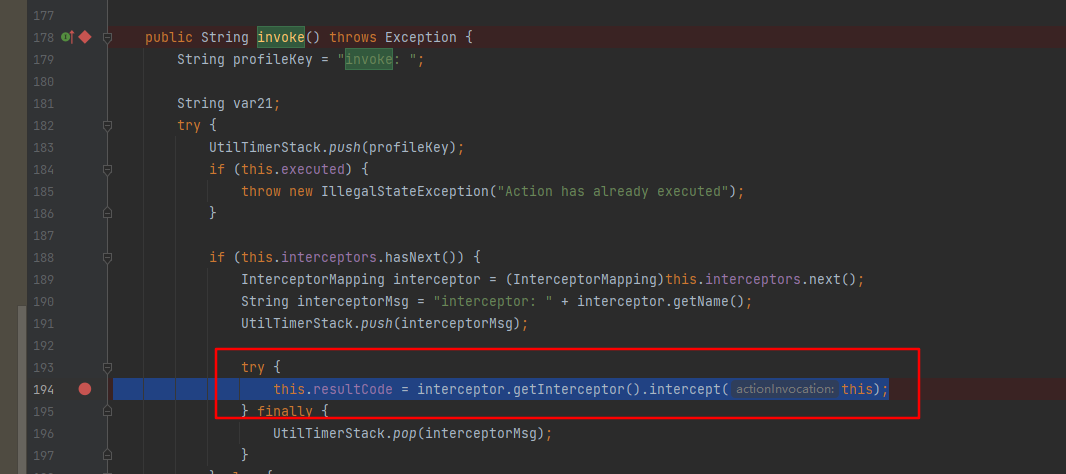 177
178 public String invoke() throws Exception {
179 String profileKey = "invoke: ";
180
181 String var21;
182 try {
183 UtilTimerStack.push(profileKey);
184 if (this.executed) {
185 throw new IllegalStateException("Action has already executed");
186 }
187
188 if (this.interceptors.hasNext()) {
189 InterceptorMapping interceptor = (InterceptorMapping)this.interceptors.next();
190 String interceptorMsg = "interceptor: " + interceptor.getName();
191 UtilTimerStack.push(interceptorMsg);
192
193 try {
194 this.resultCode = interceptor.getInterceptor().intercept( actionInvocation: this);
195 } finally {
196 UtilTimerStack.pop(interceptorMsg);
197 }